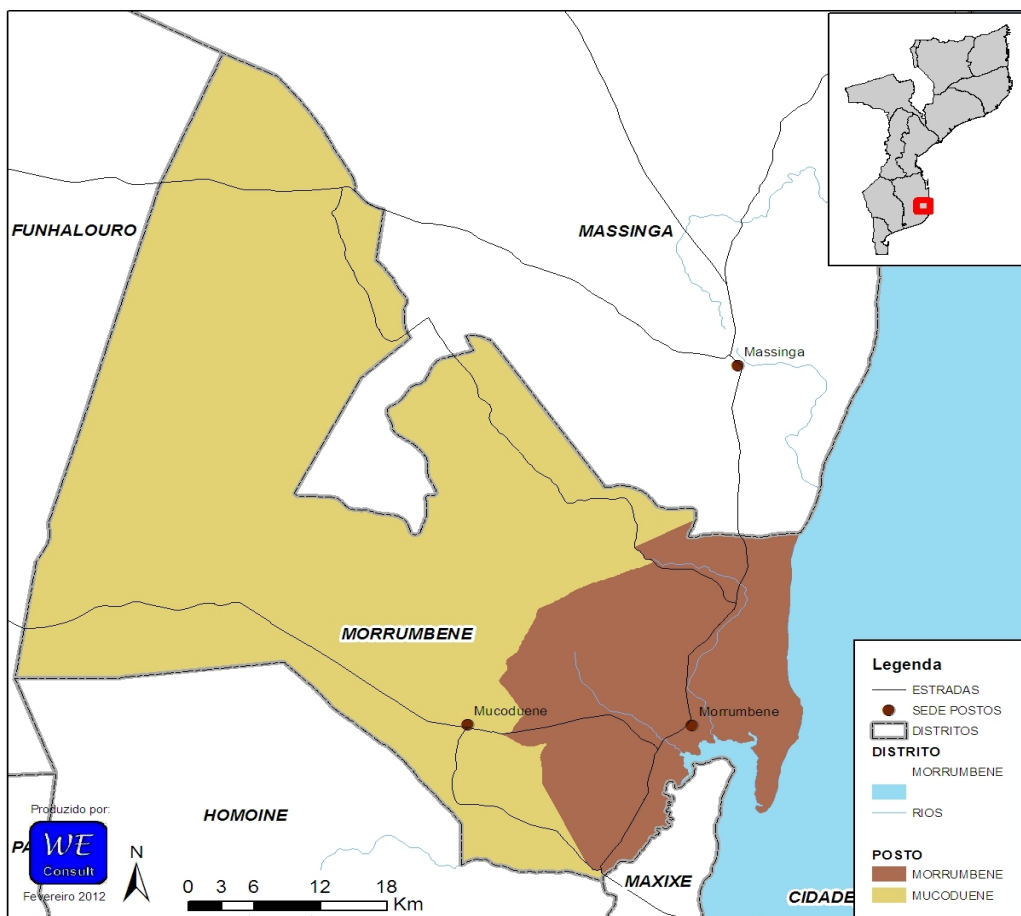 FUNHALOURO
MASSINGA
Massinga
MORRUMBENE
Mucoduene
Morrumbene
HOMOINE
MAXIXE
CIDADE
PA
Produzido por:
WE
Consult
Fevereiro 2012
N
0 3 6 12 18
Km
Legenda
ESTRADAS
SEDE POSTOS
DISTRITOS
DISTRITO
MORRUMBENE
RIOS
POSTO
MORRUMBENE
MUCODUENE